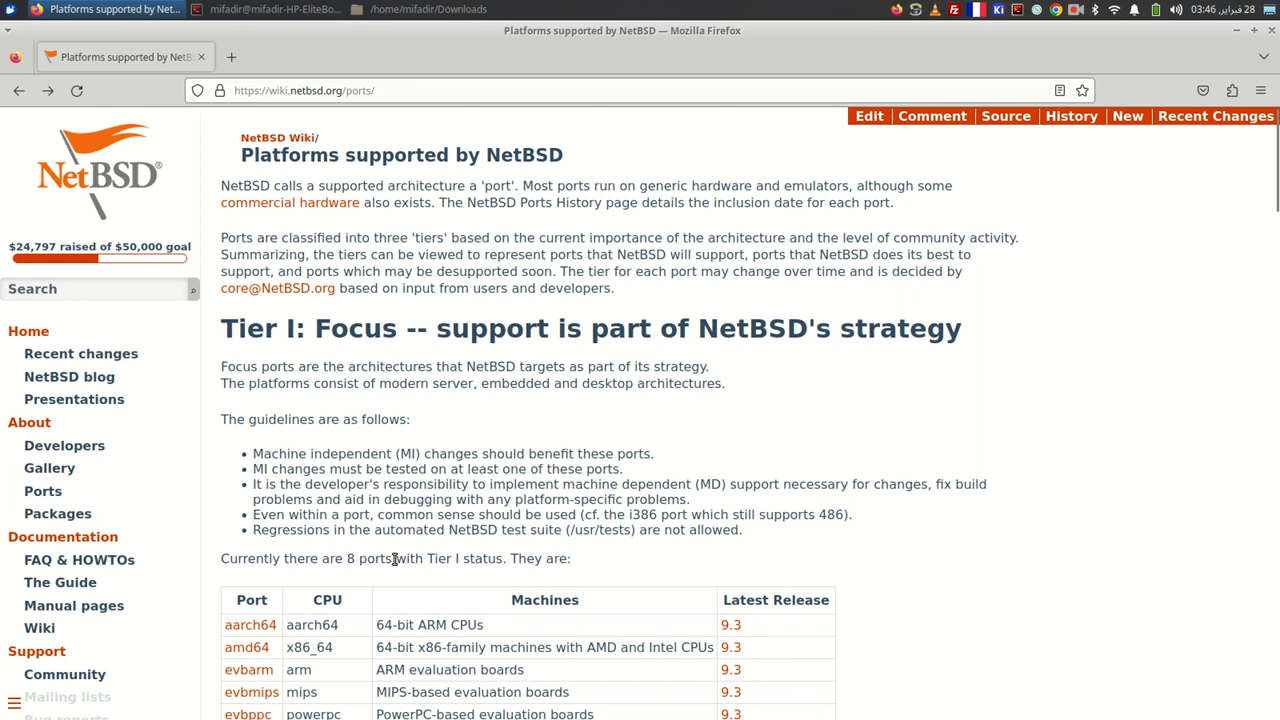 Platforms supported by Net...
mifadir@mifadir-HP-EliteBo...
/home/mifadir/Downloads
Fz
Ki
28 فبراير, 03:46
Platforms supported by NetBSD — Mozilla Firefox
Platforms supported by NetBS
https://wiki.netbsd.org/ports/
Edit
Comment
Source
History
New
Recent Changes
NetBSD®
$24,797 raised of $50,000 goal
Search
Home
Recent changes
NetBSD blog
Presentations
About
Developers
Gallery
Ports
Packages
Documentation
FAQ & HOWTOs
The Guide
Manual pages
Wiki
Support
Community
Mailing lists
Bug reports
NetBSD Wiki/
Platforms supported by NetBSD
NetBSD calls a supported architecture a 'port'. Most ports run on generic hardware and emulators, although some
commercial hardware also exists. The NetBSD Ports History page details the inclusion date for each port.
Ports are classified into three 'tiers' based on the current importance of the architecture and the level of community activity.
Summarizing, the tiers can be viewed to represent ports that NetBSD will support, ports that NetBSD does its best to
support, and ports which may be desupported soon. The tier for each port may change over time and is decided by
core@NetBSD.org based on input from users and developers.
Tier I: Focus -- support is part of NetBSD's strategy
Focus ports are the architectures that NetBSD targets as part of its strategy.
The platforms consist of modern server, embedded and desktop architectures.
The guidelines are as follows:
• Machine independent (MI) changes should benefit these ports.
• MI changes must be tested on at least one of these ports.
• It is the developer's responsibility to implement machine dependent (MD) support necessary for changes, fix build
problems and aid in debugging with any platform-specific problems.
• Even within a port, common sense should be used (cf. the i386 port which still supports 486).
• Regressions in the automated NetBSD test suite (/usr/tests) are not allowed.
Currently there are 8 ports with Tier I status. They are:
Port CPU Machines Latest Release
aarch64 aarch64 64-bit ARM CPUs 9.3
amd64 x86_64 64-bit x86-family machines with AMD and Intel CPUs 9.3
evbarm arm ARM evaluation boards 9.3
evbmips mips MIPS-based evaluation boards 9.3
evbppc powerpc PowerPC-based evaluation boards 9.3